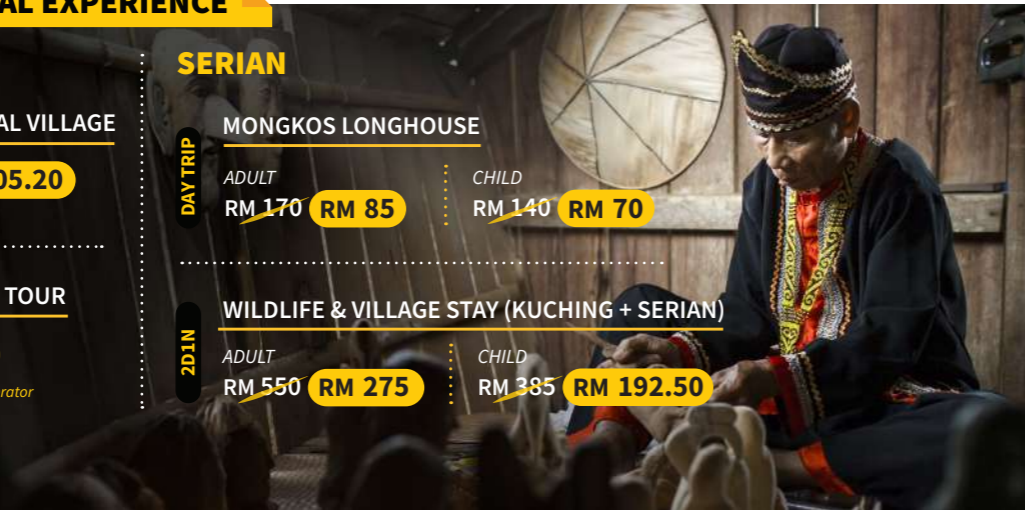 AL EXPERIENCE
AL VILLAGE
05.20
TOUR
rator
SERIAN
DAY TRIP
MONGKOS LONGHOUSE
ADULT
RM 170 RM 85
CHILD
RM 140 RM 70
2D1N
WILDLIFE & VILLAGE STAY (KUCHING + SERIAN)
ADULT
RM 550 RM 275
CHILD
RM 385 RM 192.50